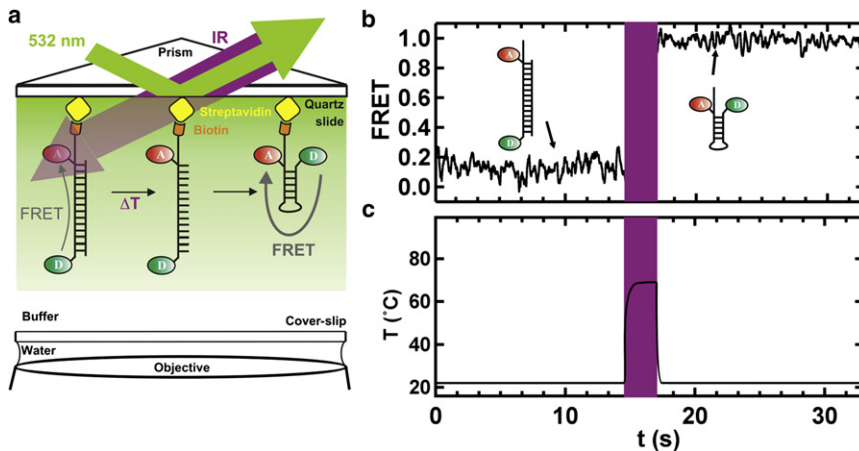 a
532 nm
IR
Prism
Streptavidin
Quartz
slide
Biotin
A
A
A
D
FRET
ΔT
FRET
D
D
Buffer
Cover-slip
Water
Objective
b
FRET
1.0
0.8
0.6
0.4
0.2
0.0
A
D
A
D
c
T (°C)
80
60
40
20
0
10
20
30
t (s)